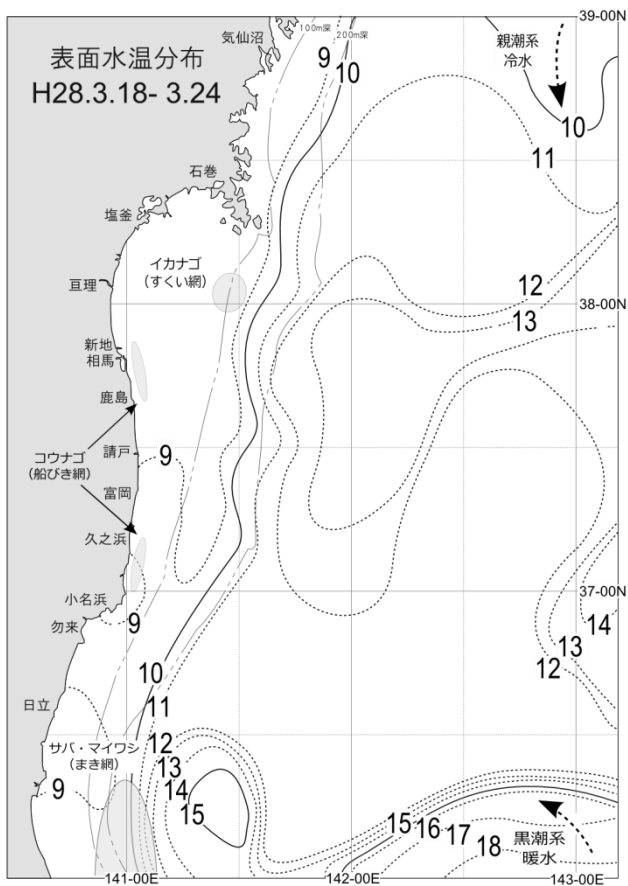 表面水温分布
H28.3.18- 3.24
気仙沼
100m深
200m深
9
10
親潮系
冷水
39-00N
10
11
石巻
塩釜
イカナゴ
(すくい網)
亘理
12
13
38-00N
新地
相馬
鹿島
コウナゴ
(船びき網)
請戸
9
富岡
久之浜
37-00N
小名浜
9
勿来
14
13
12
10
日立
11
サバ・マイワシ
(まき網)
12
13
14
15
9
15
16
17
18
黒潮系
暖水
141-00E
142-00E
143-00E